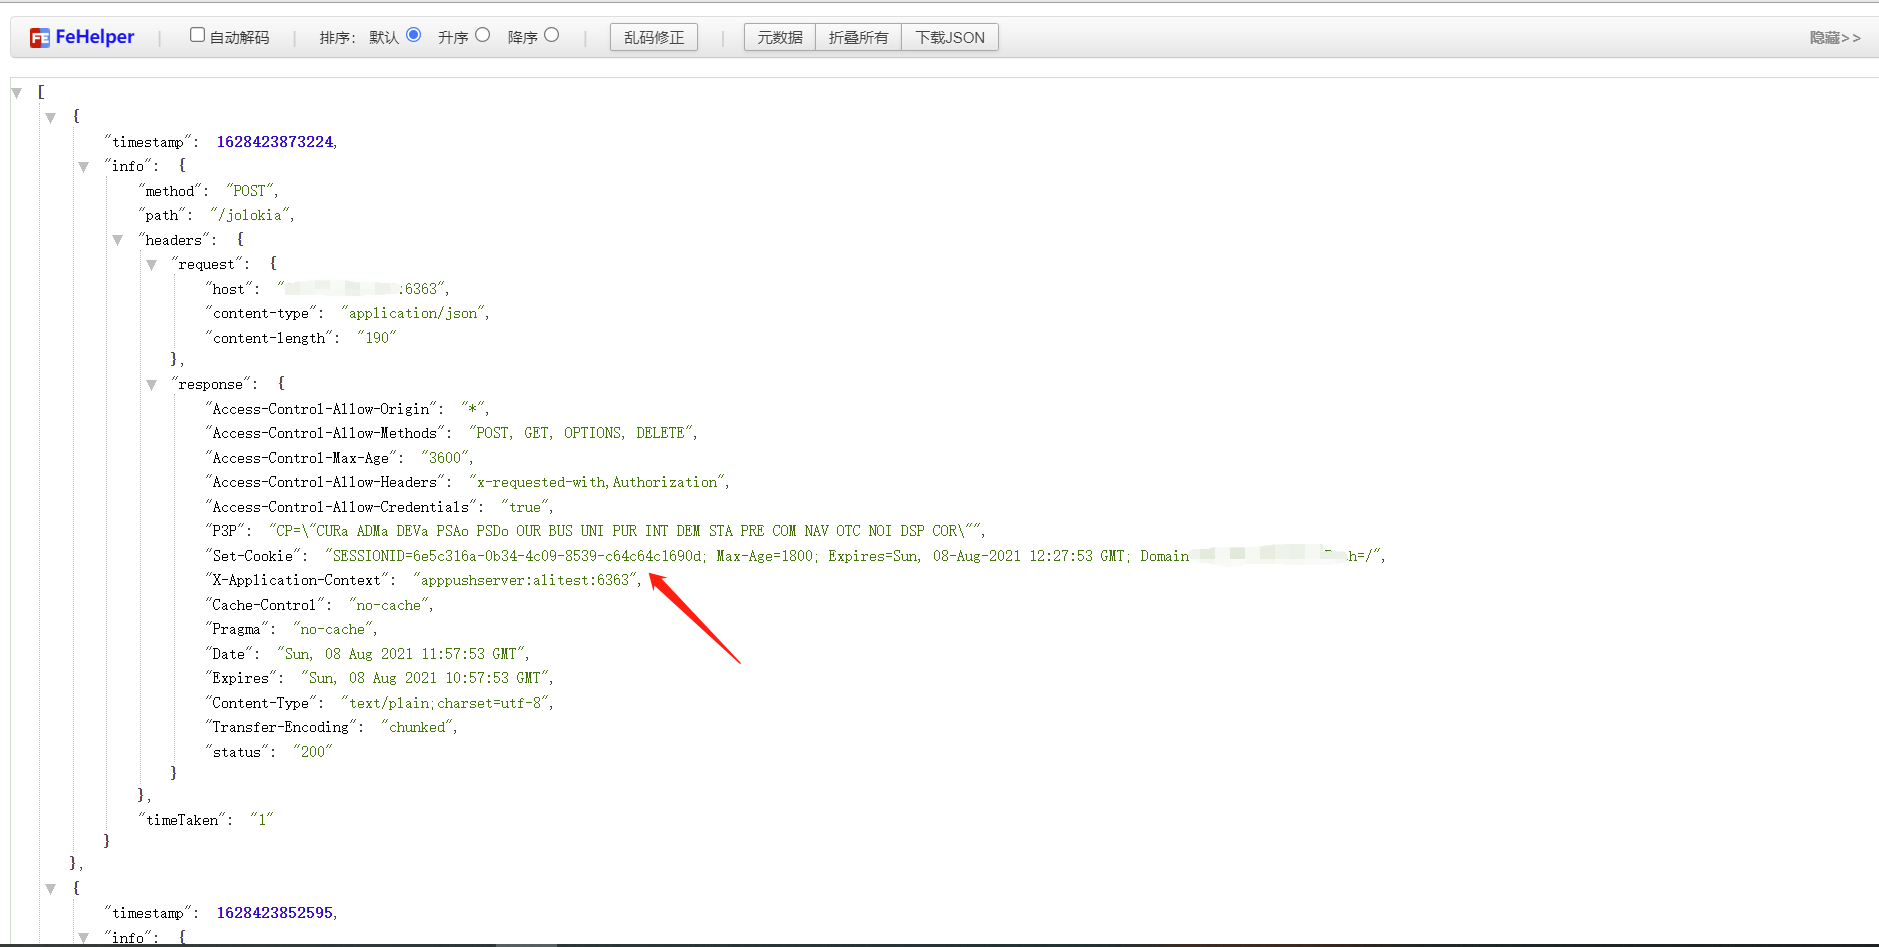 FeHelper | 自动解码 | 排序: 默认 升序 降序 | 乱码修正 | 元数据 折叠所有 下载JSON 隐藏>>
[
{
"timestamp": 1628423873224,
"info": {
"method": "POST",
"path": "/jolokia",
"headers": {
"request": {
"host": ":6363",
"content-type": "application/json",
"content-length": "190"
},
"response": {
"Access-Control-Allow-Origin": "*",
"Access-Control-Allow-Methods": "POST, GET, OPTIONS, DELETE",
"Access-Control-Max-Age": "3600",
"Access-Control-Allow-Headers": "x-requested-with,Authorization",
"Access-Control-Allow-Credentials": "true",
"P3P": "CP=\"CURa ADMa DEVa PSAo PSDo OUR BUS UNI PUR INT DEM STA PRE COM NAV OTC NOI DSP COR\"",
"Set-Cookie": "SESSIONID=6e5c316a-0b34-4c09-8539-c64c64c1690d; Max-Age=1800; Expires=Sun, 08-Aug-2021 12:27:53 GMT; Domain h=/",
"X-Application-Context": "apppushserver:alitest:6363",
"Cache-Control": "no-cache",
"Pragma": "no-cache",
"Date": "Sun, 08 Aug 2021 11:57:53 GMT",
"Expires": "Sun, 08 Aug 2021 10:57:53 GMT",
"Content-Type": "text/plain;charset=utf-8",
"Transfer-Encoding": "chunked",
"status": "200"
}
},
"timeTaken": "1"
}
},
{
"timestamp": 1628423852595,
"info": {